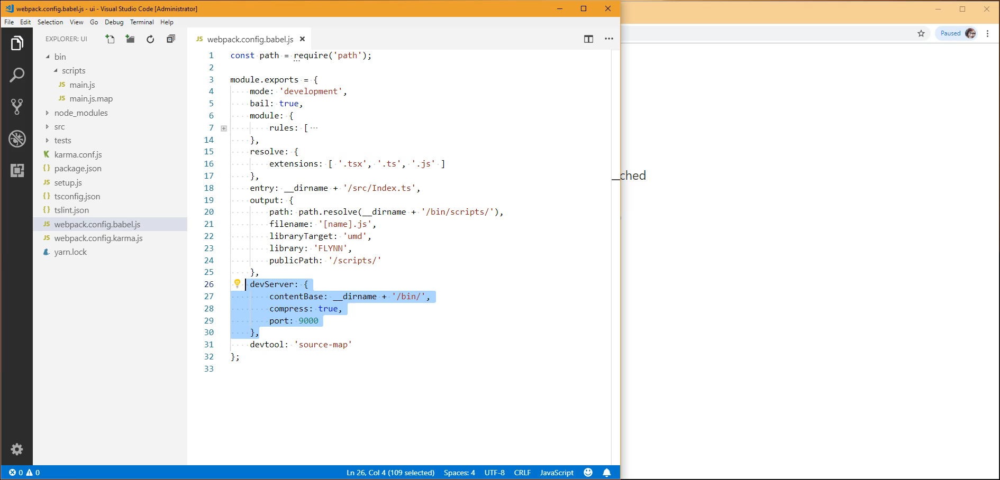 webpack.config.babel.js - ui - Visual Studio Code [Administrator]
File Edit Selection View Go Debug Terminal Help
EXPLORER: UI
bin
scripts
JS main.js
JS main.js.map
node_modules
src
tests
K karma.conf.js
{} package.json
JS setup.js
{} tsconfig.json
{} tslint.json
JS webpack.config.babel.js
JS webpack.config.karma.js
yarn.lock
JS webpack.config.babel.js
1 const path = require('path');
2
3 module.exports = {
4 mode: 'development',
5 bail: true,
6 module: {
7 rules: [ ...
14 },
15 resolve: {
16 extensions: [ '.tsx', '.ts', '.js' ]
17 },
18 entry: __dirname + '/src/Index.ts',
19 output: {
20 path: path.resolve(__dirname + '/bin/scripts/'),
21 filename: '[name].js',
22 libraryTarget: 'umd',
23 library: 'FLYNN',
24 publicPath: '/scripts/'
25 },
26 devServer: {
27 contentBase: __dirname + '/bin/',
28 compress: true,
29 port: 9000
30 },
31 devtool: 'source-map'
32 };
33
0 0
Ln 26, Col 4 (109 selected) Spaces: 4 UTF-8 CRLF JavaScript
Paused
ched